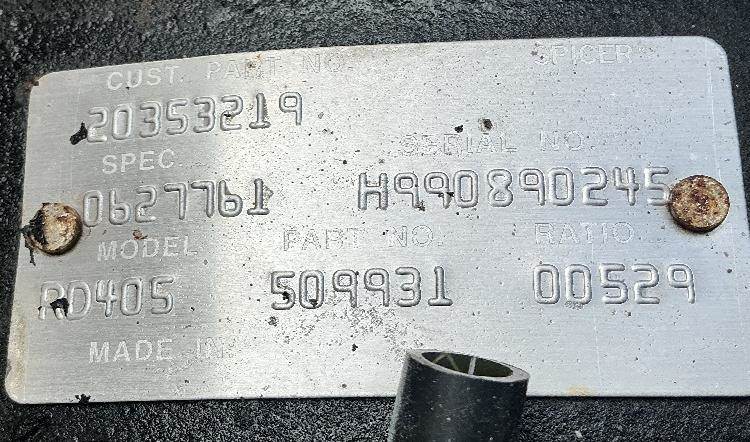 CUST. PART NO. SPICER®
20353219
SPEC SERIAL NO.
0627761 H990890245
MODEL PART NO. RATIO
RD405 509931 00529
MADE IN